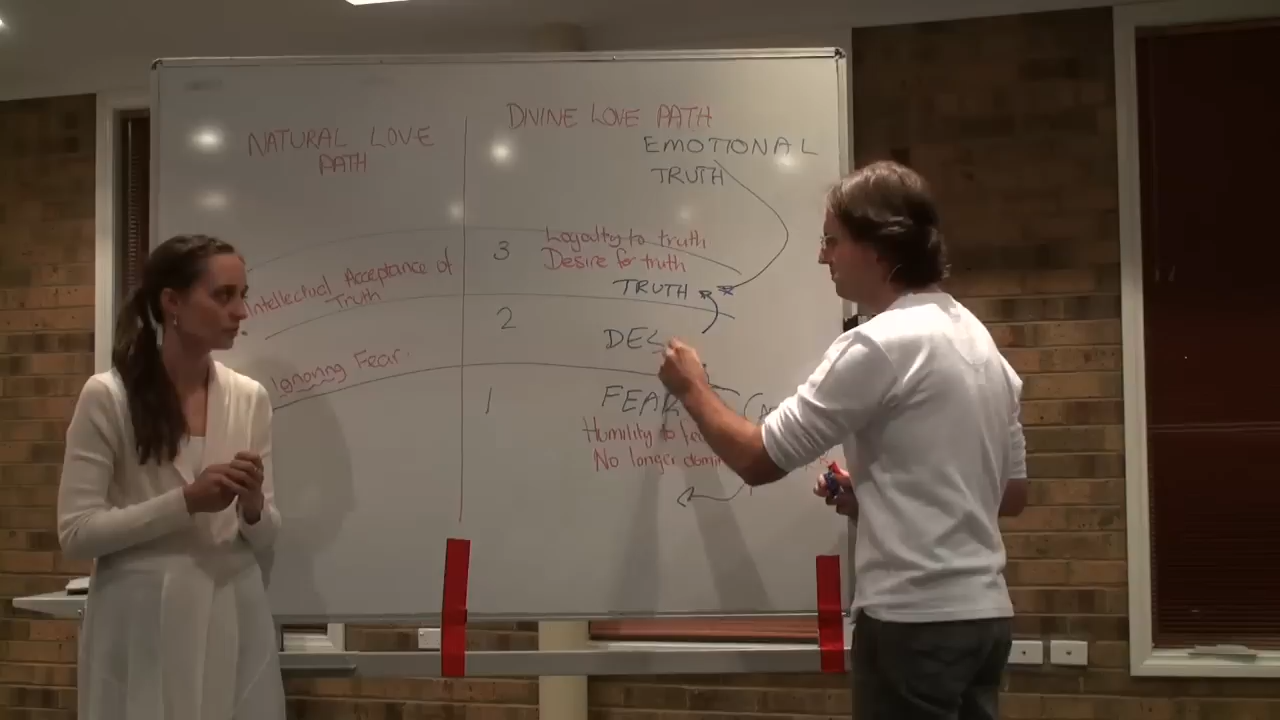 NATURAL LOVE
PATH
Intellectual Acceptance of
Truth
Ignoring Fear.
DIVINE LOVE PATH
EMOTIONAL
TRUTH
3 Loyalty to truth
Desire for truth
TRUTH
2
DES
1 FEAR
Humility to
No longer